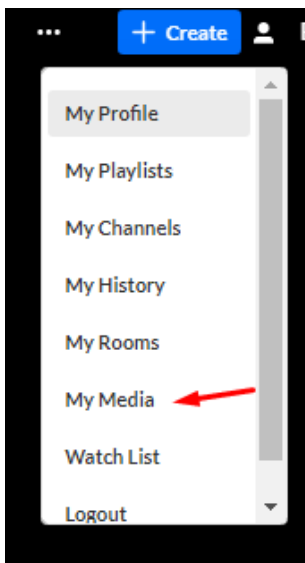 + Create
My Profile
My Playlists
My Channels
My History
My Rooms
My Media
Watch List
Logout